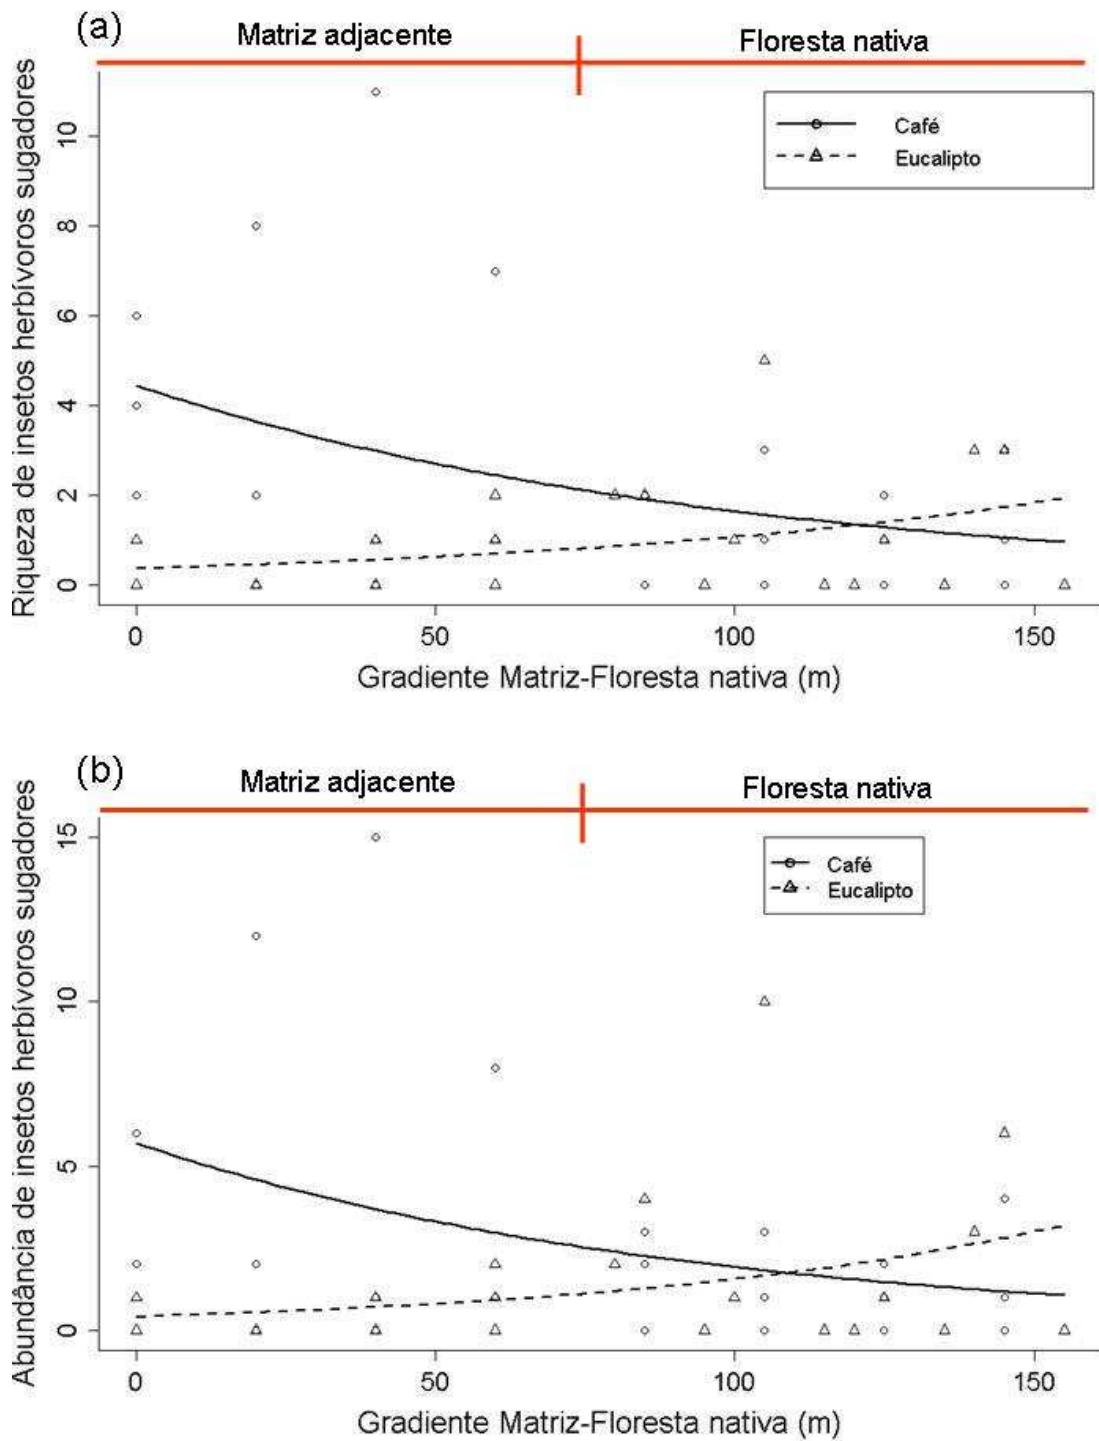 (a)
Matriz adjacente
Floresta nativa
Riqueza de insetos herbívoros sugadores
10
8
6
4
2
0
Café
Eucalipto
0 50 100 150
Gradiente Matriz-Floresta nativa (m)
(b)
Matriz adjacente
Floresta nativa
Abundância de insetos herbívoros sugadores
15
10
5
0
Café
Eucalipto
0 50 100 150
Gradiente Matriz-Floresta nativa (m)